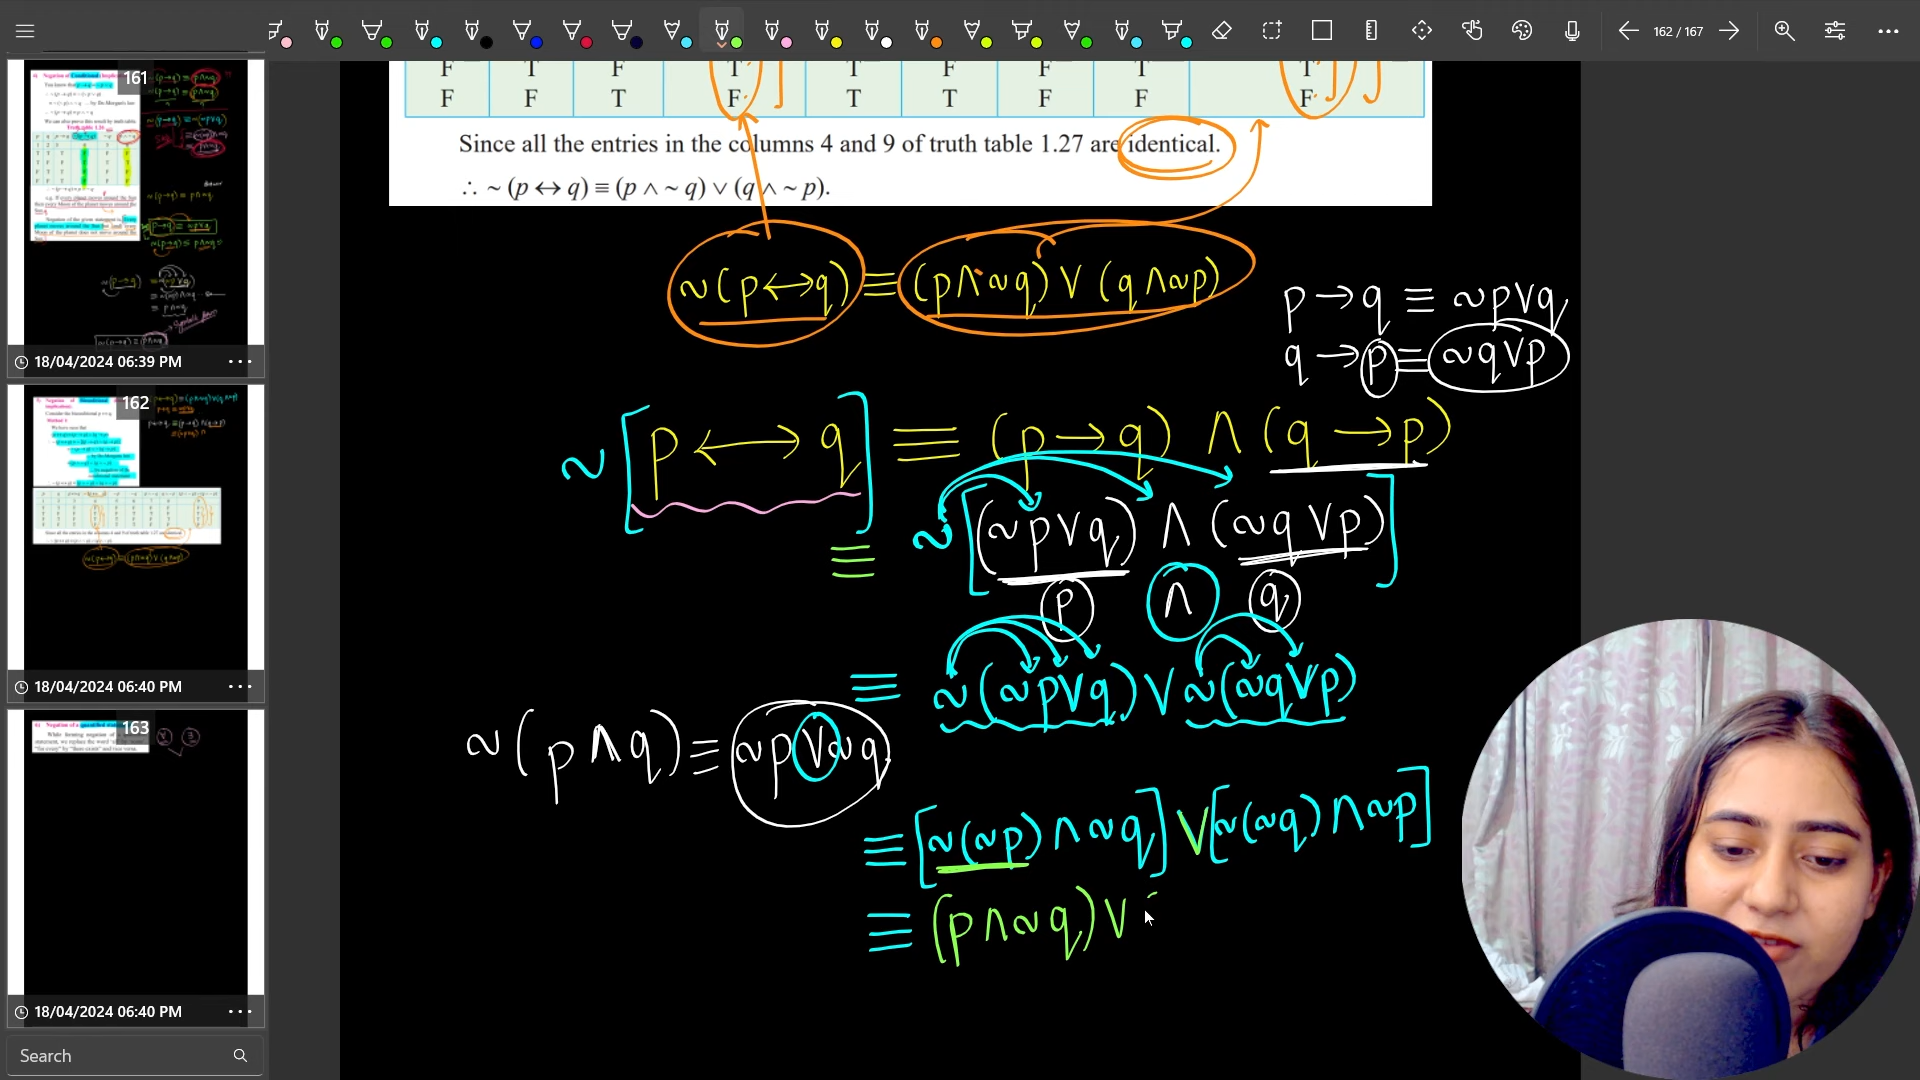 162 / 167
161
18/04/2024 06:39 PM
162
18/04/2024 06:40 PM
163
18/04/2024 06:40 PM
Search
F T F T T F F T T
F F T F T T F F F
Since all the entries in the columns 4 and 9 of truth table 1.27 are identical.
∴ ~ (p ↔ q) ≡ (p ∧ ~ q) ∨ (q ∧ ~ p).
~(p↔q) ≡ (p∧~q) ∨ (q∧~p)
p → q ≡ ~p∨q
q → p ≡ ~q∨p
~[p ↔ q] ≡ (p → q) ∧ (q → p)
≡ ~[(~p∨q) ∧ (~q∨p)]
p ∧ q
≡ ~(~p∨q) ∨ ~(~q∨p)
~(p∧q) ≡ ~p∨~q
≡ [~(~p) ∧ ~q] ∨ [~(~q) ∧ ~p]
≡ (p∧~q) ∨